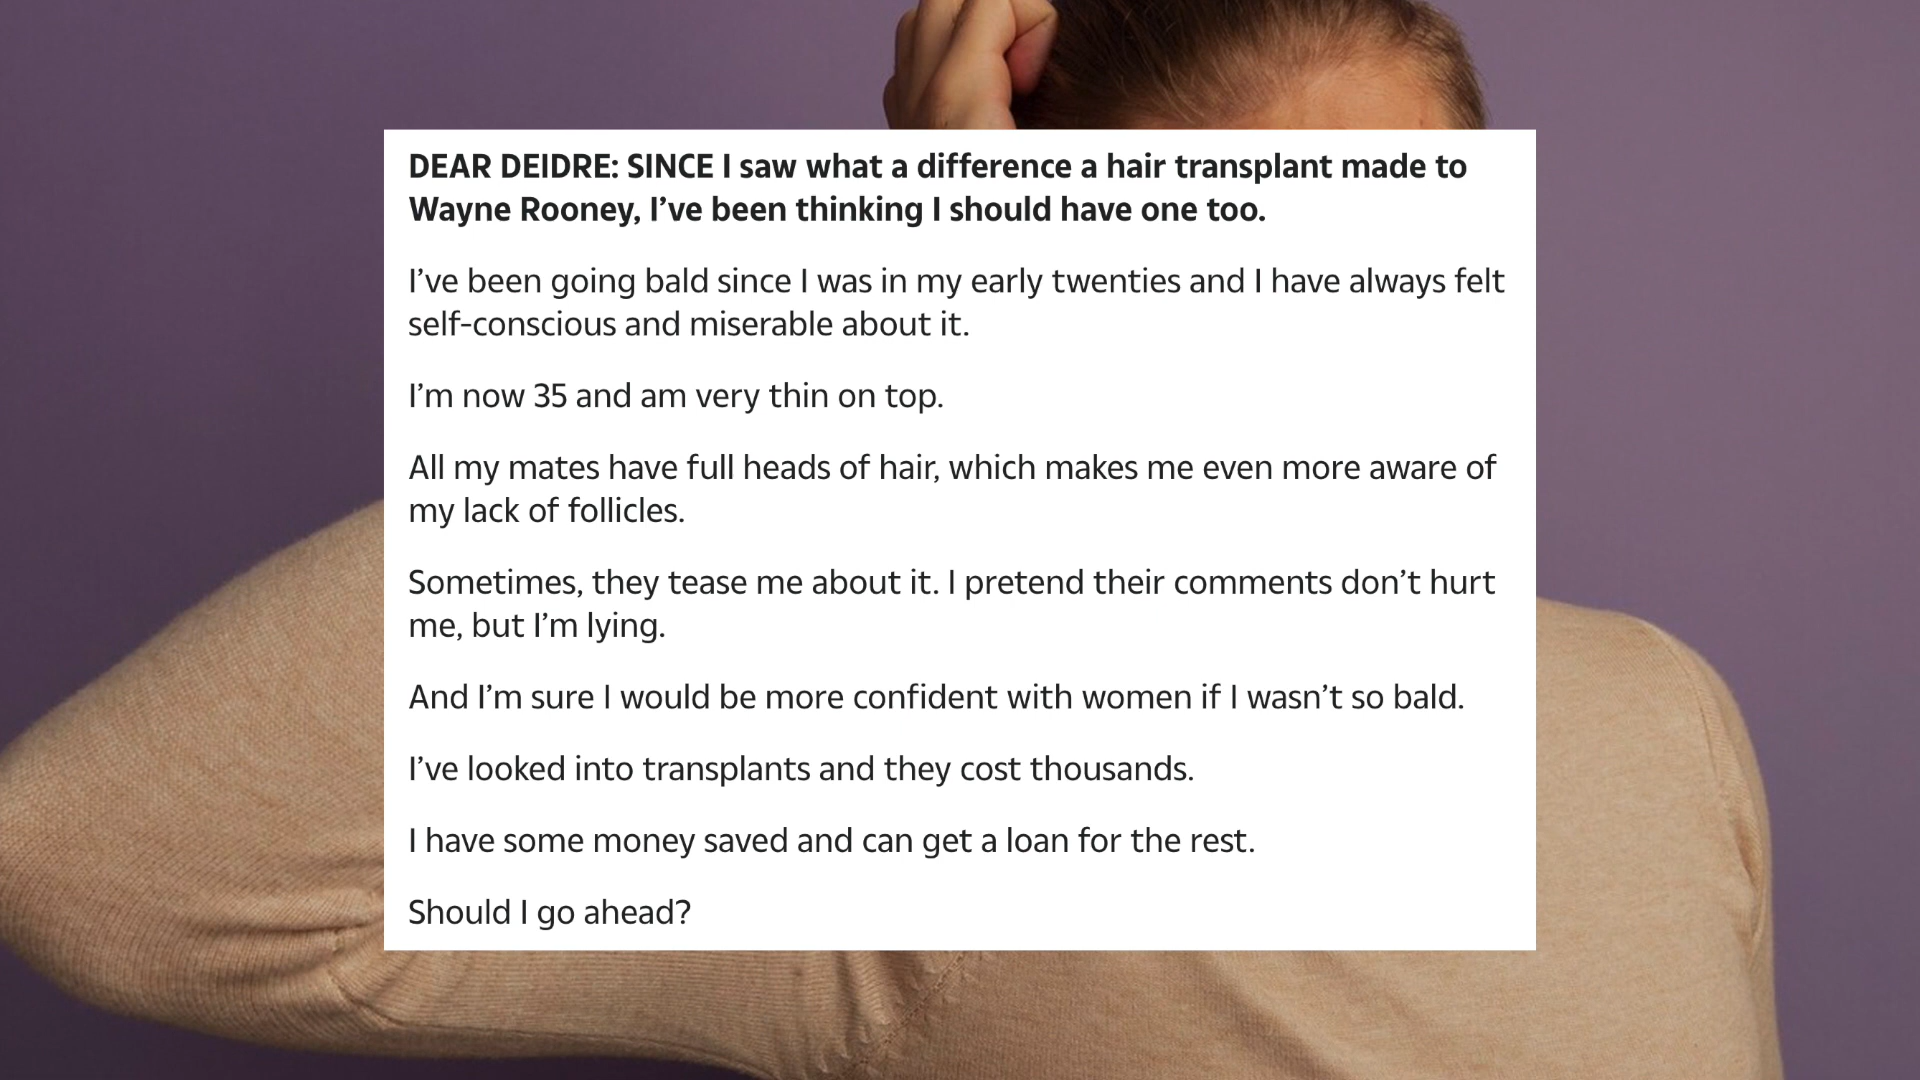 DEAR DEIDRE: SINCE I saw what a difference a hair transplant made to
Wayne Rooney, I’ve been thinking I should have one too.
I’ve been going bald since I was in my early twenties and I have always felt
self-conscious and miserable about it.
I’m now 35 and am very thin on top.
All my mates have full heads of hair, which makes me even more aware of
my lack of follicles.
Sometimes, they tease me about it. I pretend their comments don’t hurt
me, but I’m lying.
And I’m sure I would be more confident with women if I wasn’t so bald.
I’ve looked into transplants and they cost thousands.
I have some money saved and can get a loan for the rest.
Should I go ahead?